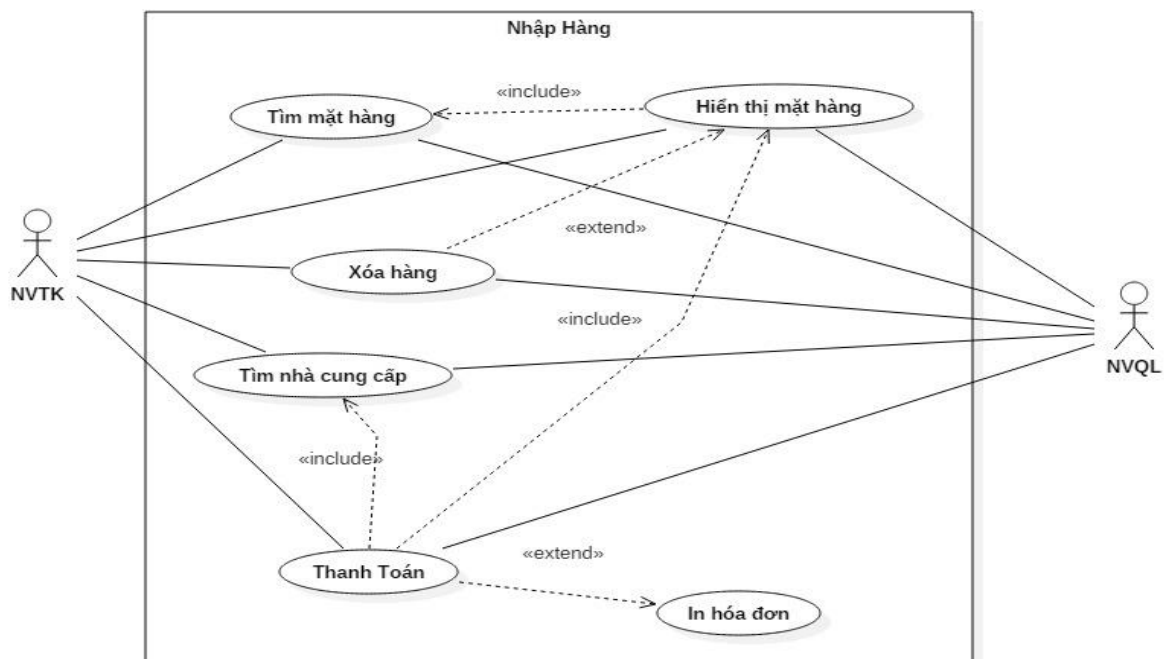 Nhập Hàng
«include»
Tìm mặt hàng
Hiển thị mặt hàng
NVTK
«extend»
Xóa hàng
«include»
NVQL
Tìm nhà cung cấp
«include»
Thanh Toán
«extend»
In hóa đơn